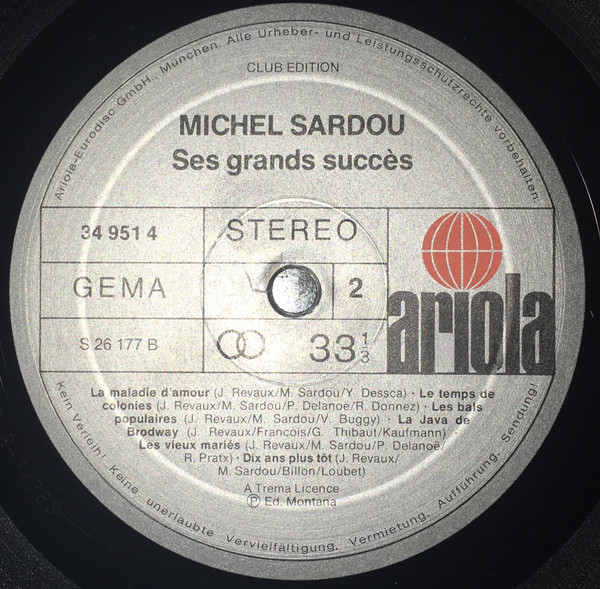 Ariola-Eurodisc GmbH., München. Alle Urheber- und Leistungsschutzrechte vorbehalten.
CLUB EDITION
MICHEL SARDOU
Ses grands succès
34 951 4
STEREO
GEMA
2
S 26 177 B
33 1/3
ariola
La maladie d'amour (J. Revaux/M. Sardou/Y. Dessca) · Le temps de
colonies (J. Revaux/M. Sardou/P. Delanoë/R. Donnez) · Les bals
populaires (J. Revaux/M. Sardou/V. Buggy) · La Java de
Brodway (J. Revaux/Francois/G. Thibaut/Kaufmann) ·
Les vieux mariés (J. Revaux/M. Sardou/P. Delanoë/
R. Pratx) · Dix ans plus tôt (J. Revaux/
M. Sardou/Billon/Loubet)
A Trema Licence
Ⓟ Ed. Montana
Kein Verleih! Keine unerlaubte Vervielfältigung, Vermietung, Aufführung, Sendung!